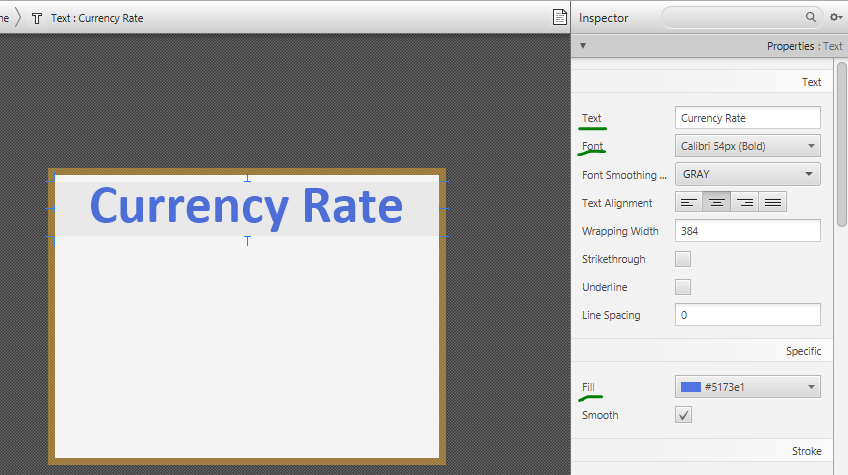 ne
Text : Currency Rate
Inspector
Properties : Text
Text
Text
Currency Rate
Font
Calibri 54px (Bold)
Font Smoothing ...
GRAY
Text Alignment
Wrapping Width
384
Strikethrough
Underline
Line Spacing
0
Specific
Fill
#5173e1
Smooth
Stroke
Currency Rate